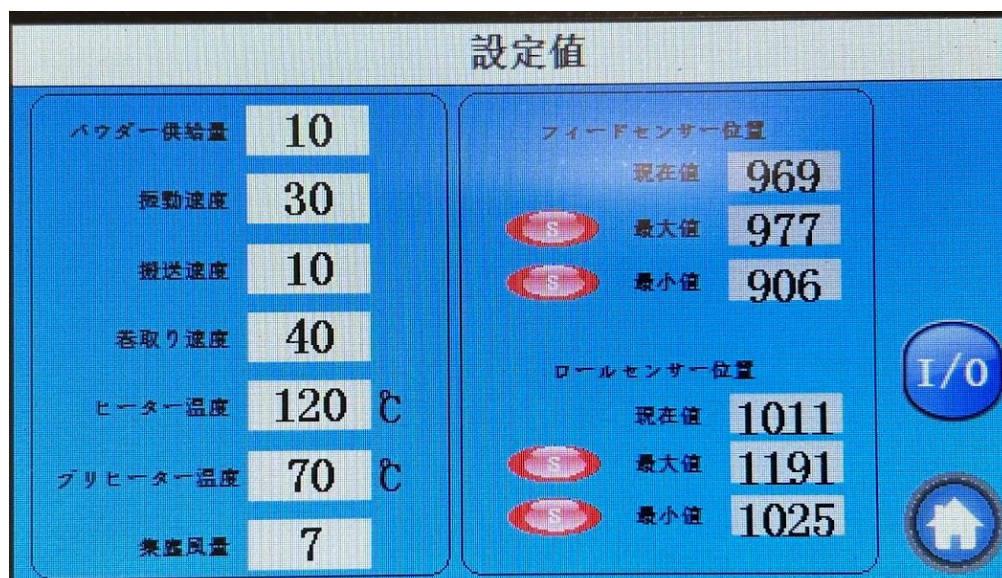 設定値
パウダー供給量 10
振動速度 30
搬送速度 10
巻取り速度 40
ヒーター温度 120 ℃
プリヒーター温度 70 ℃
集塵風量 7
フィードセンサー位置
現在値 969
S 最大値 977
S 最小値 906
ロールセンサー位置
現在値 1011
S 最大値 1191
S 最小値 1025
I/O